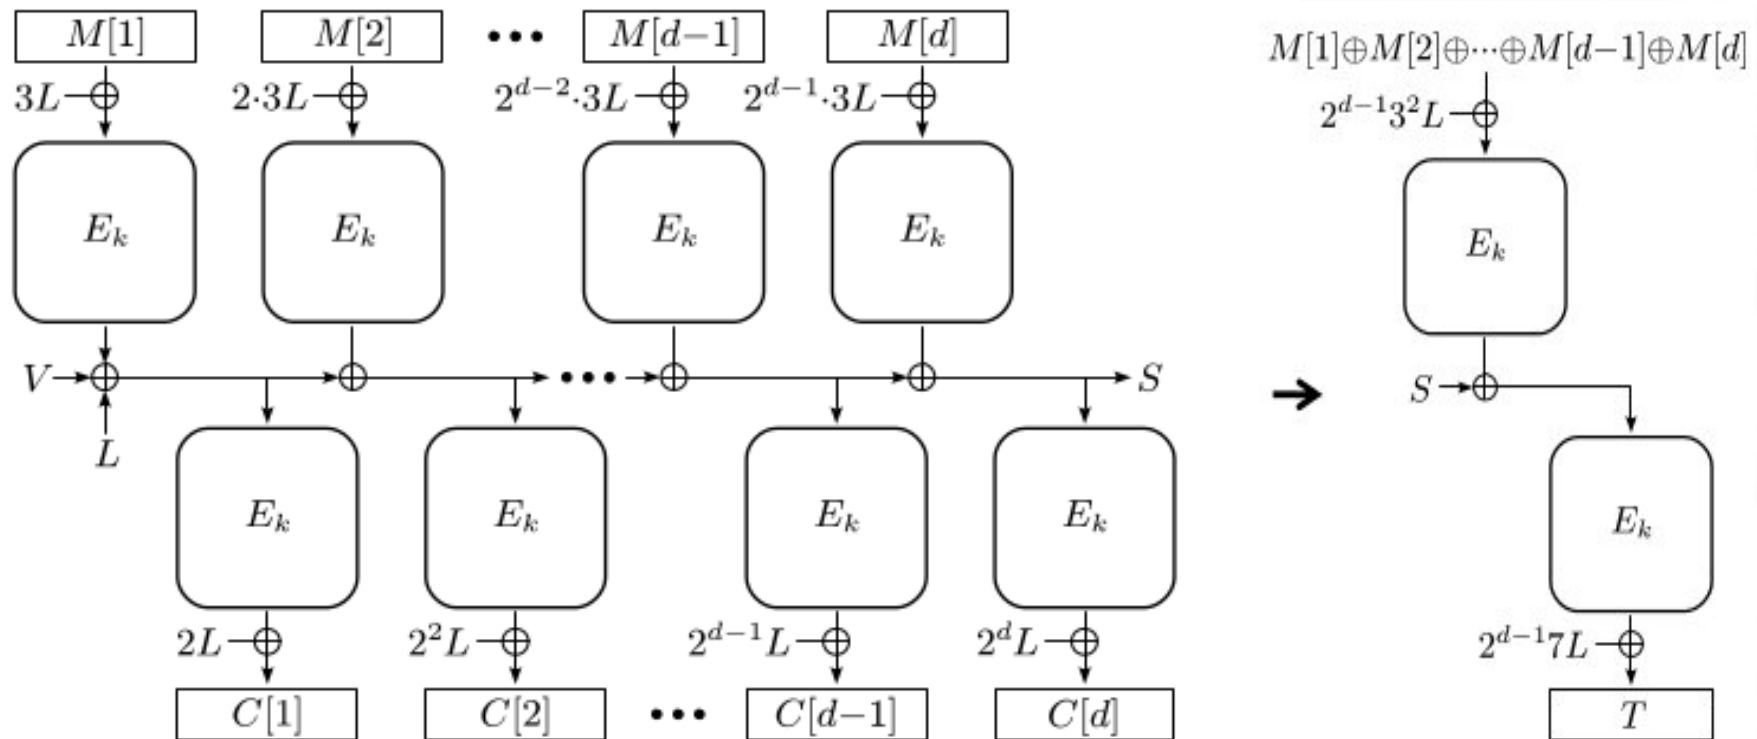 M[1] M[2] ••• M[d−1] M[d] M[1]⊕M[2]⊕···⊕M[d−1]⊕M[d]
3L 2·3L 2^{d−2}·3L 2^{d−1}·3L 2^{d−1}3^2L
E_k E_k E_k E_k E_k
V ••• S S
L
E_k E_k E_k E_k E_k
2L 2^2L 2^{d−1}L 2^dL 2^{d−1}7L
C[1] C[2] ••• C[d−1] C[d] T